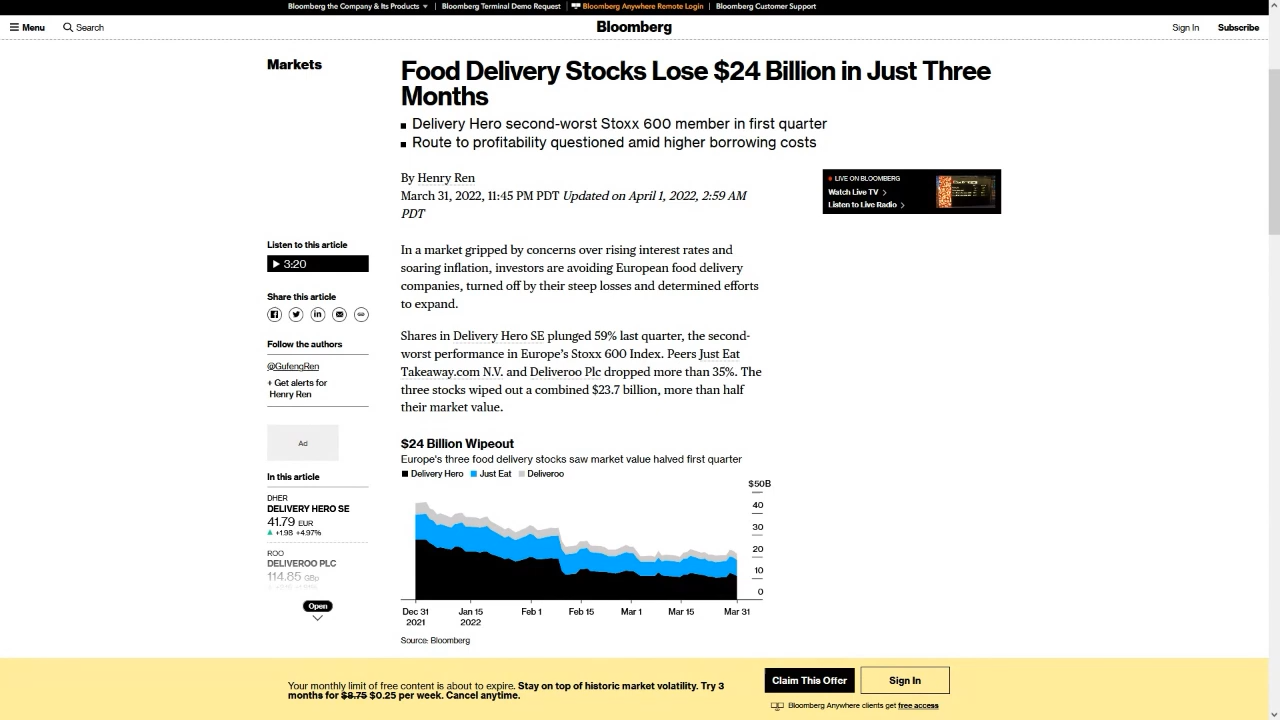 Bloomberg the Company & Its Products
Bloomberg Terminal Demo Request
Bloomberg Anywhere Remote Login
Bloomberg Customer Support
Menu
Search
Bloomberg
Sign In
Subscribe
Markets
Food Delivery Stocks Lose $24 Billion in Just Three
Months
Delivery Hero second-worst Stoxx 600 member in first quarter
Route to profitability questioned amid higher borrowing costs
By Henry Ren
March 31, 2022, 11:45 PM PDT Updated on April 1, 2022, 2:59 AM
PDT
LIVE ON BLOOMBERG
Watch Live TV
Listen to Live Radio
Listen to this article
3:20
Share this article
Follow the authors
@GufengRen
+ Get alerts for
Henry Ren
Ad
In this article
DHER
DELIVERY HERO SE
41.79 EUR
+1.98 +4.97%
ROO
DELIVEROO PLC
114.85 GBp
Open
In a market gripped by concerns over rising interest rates and
soaring inflation, investors are avoiding European food delivery
companies, turned off by their steep losses and determined efforts
to expand.
Shares in Delivery Hero SE plunged 59% last quarter, the second-
worst performance in Europe’s Stoxx 600 Index. Peers Just Eat
Takeaway.com N.V. and Deliveroo Plc dropped more than 35%. The
three stocks wiped out a combined $23.7 billion, more than half
their market value.
$24 Billion Wipeout
Europe's three food delivery stocks saw market value halved first quarter
Delivery Hero Just Eat Deliveroo
$50B
40
30
20
10
0
Dec 31 Jan 15 Feb 1 Feb 15 Mar 1 Mar 15 Mar 31
2021 2022
Source: Bloomberg
Your monthly limit of free content is about to expire. Stay on top of historic market volatility. Try 3
months for $8.75 $0.25 per week. Cancel anytime.
Claim This Offer
Sign In
Bloomberg Anywhere clients get free access